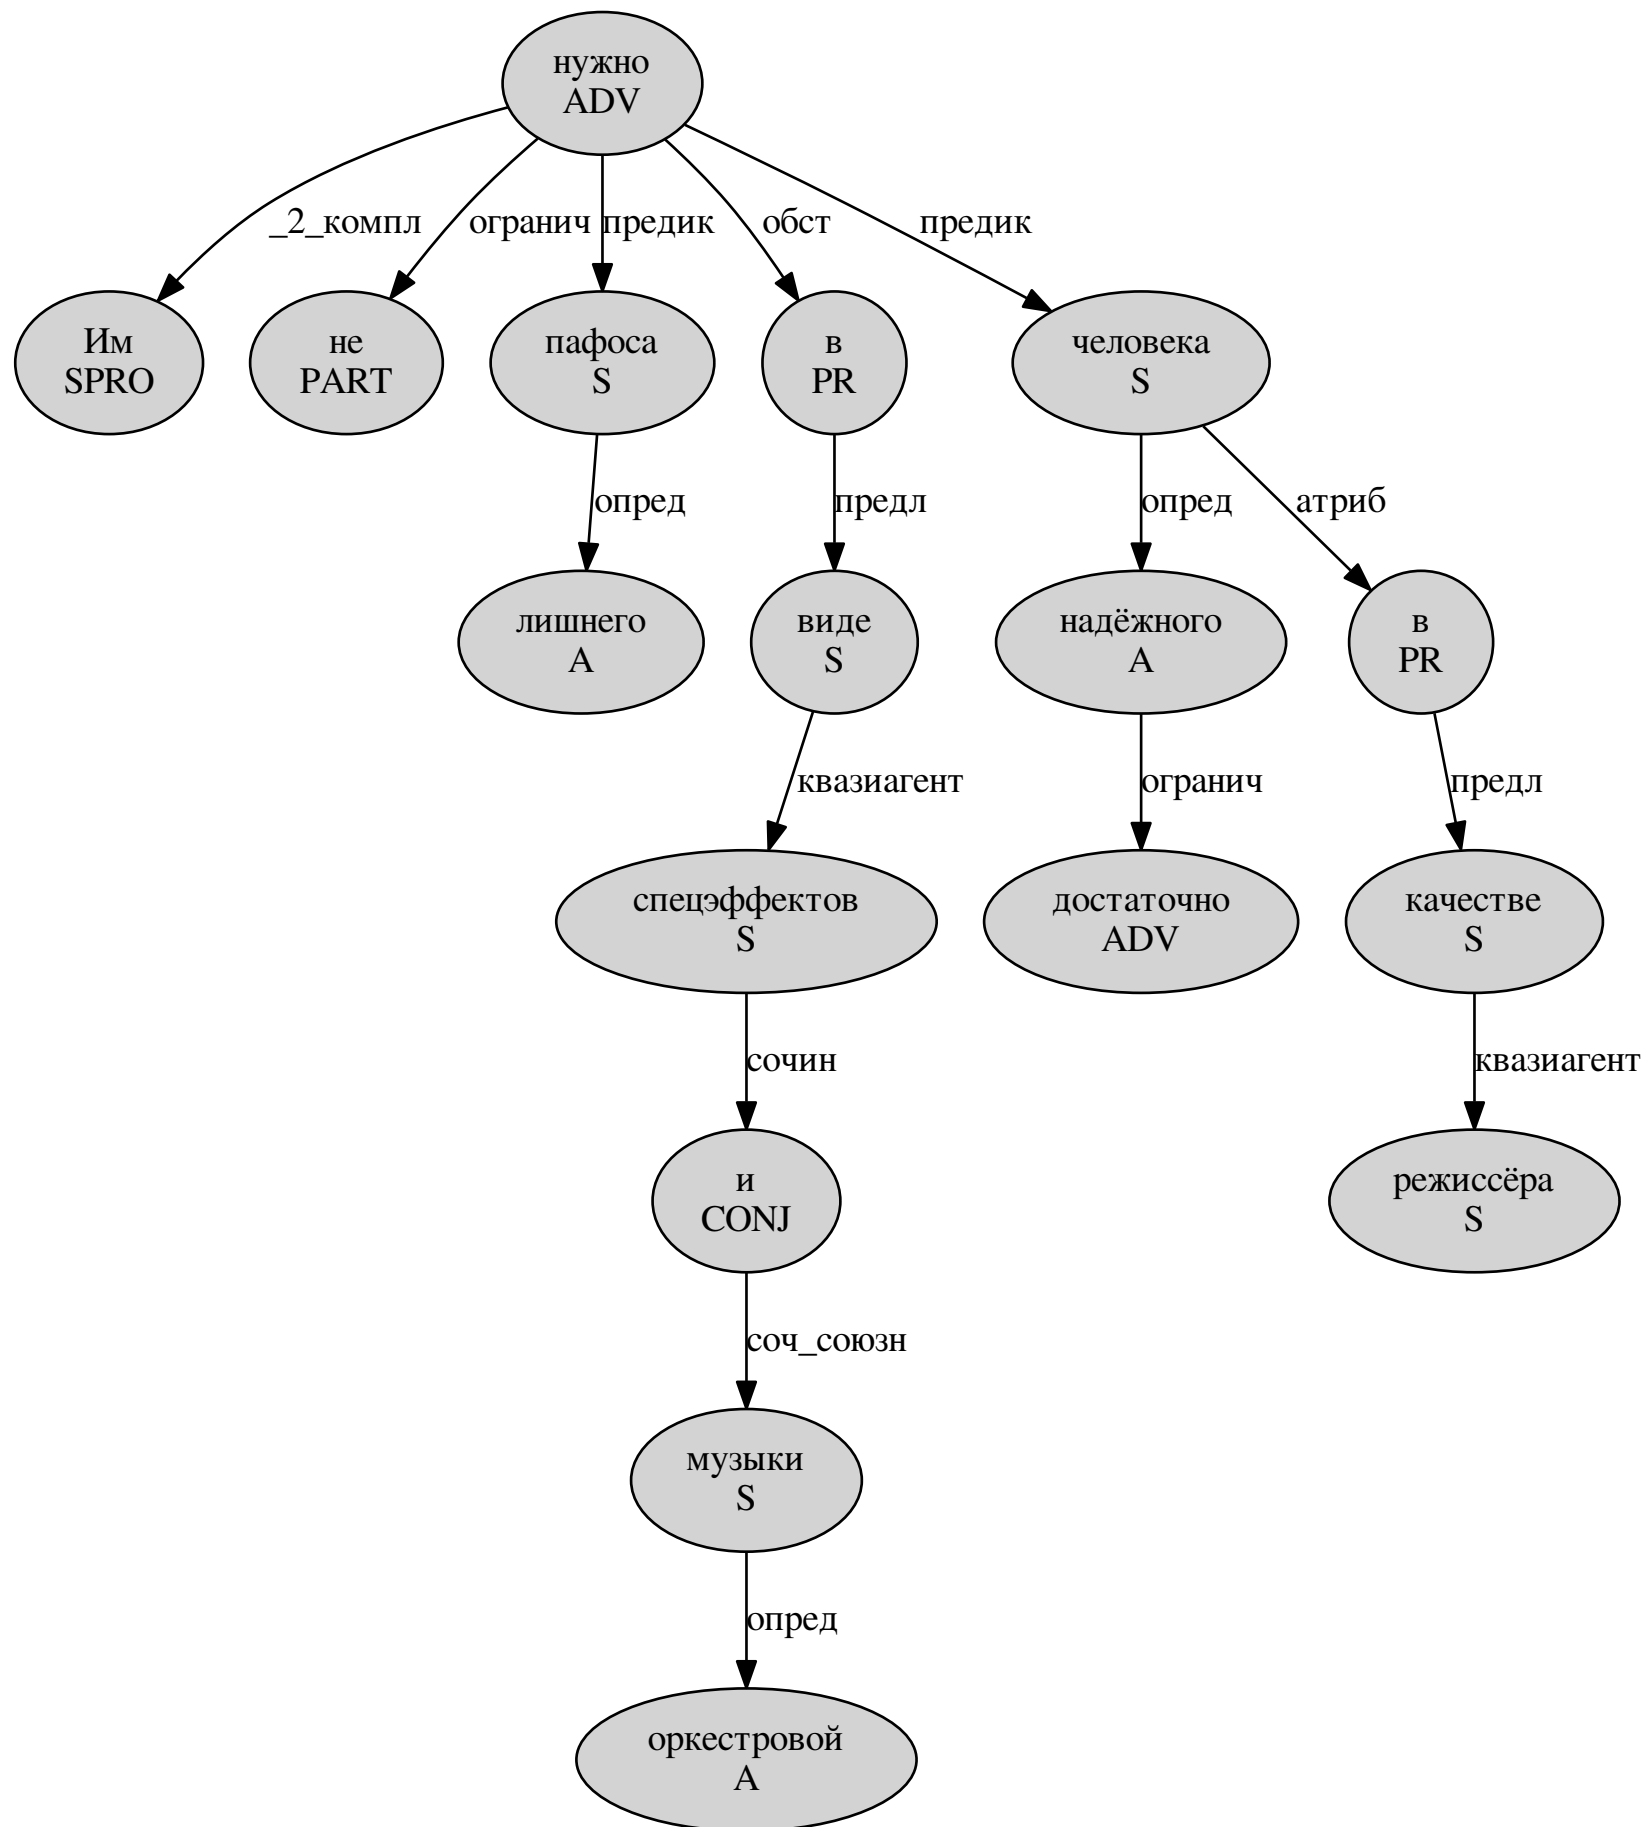 нужно
ADV
_2_компл
огранич
предик
обст
предик
Им
SPRO
не
PART
пафоса
S
в
PR
человека
S
опред
предл
опред
атриб
лишнего
A
виде
S
надёжного
A
в
PR
квазиагент
огранич
предл
спецэффектов
S
достаточно
ADV
качестве
S
сочин
квазиагент
и
CONJ
режиссёра
S
соч_союзн
музыки
S
опред
оркестровой
A